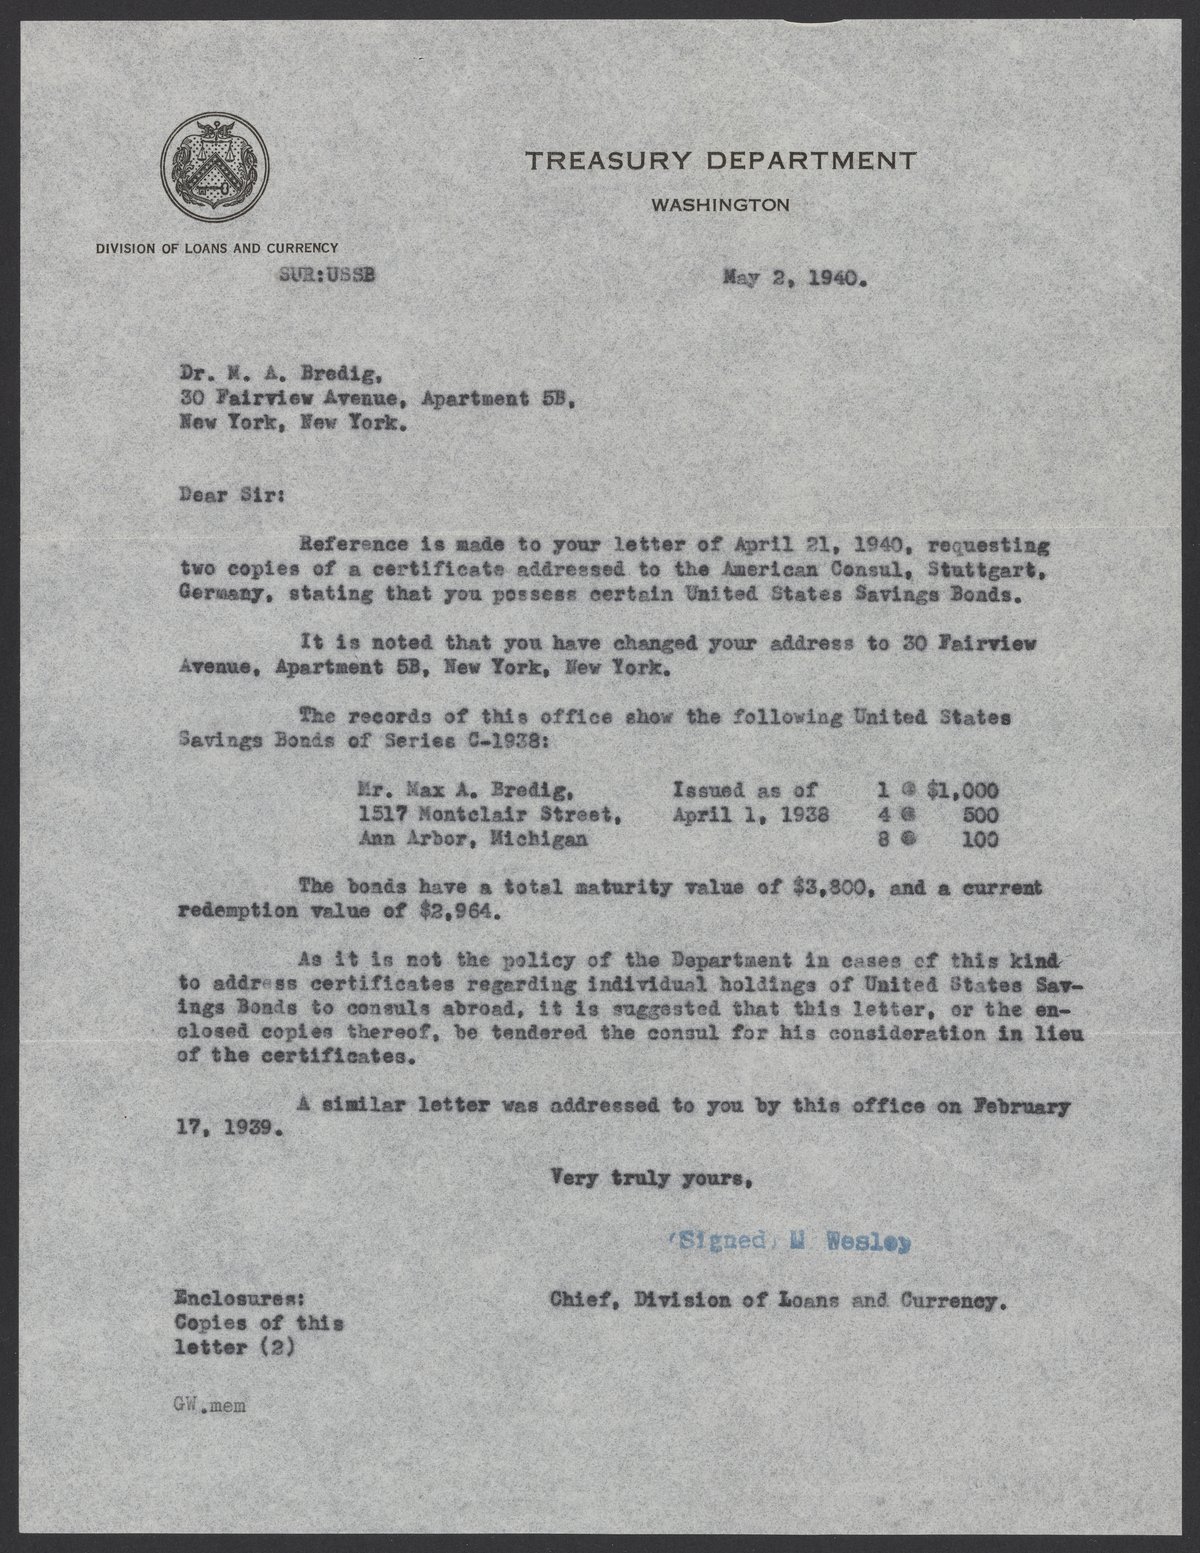 TREASURY DEPARTMENT
WASHINGTON
DIVISION OF LOANS AND CURRENCY
SUR:USSB
May 2, 1940.
Dr. M. A. Bredig,
30 Fairview Avenue, Apartment 5B,
New York, New York.
Dear Sir:
Reference is made to your letter of April 21, 1940, requesting
two copies of a certificate addressed to the American Consul, Stuttgart,
Germany, stating that you possess certain United States Savings Bonds.
It is noted that you have changed your address to 30 Fairview
Avenue, Apartment 5B, New York, New York.
The records of this office show the following United States
Savings Bonds of Series C-1938:
Mr. Max A. Bredig, Issued as of 1 @ $1,000
1517 Montclair Street, April 1, 1938 4 @ 500
Ann Arbor, Michigan 8 @ 100
The bonds have a total maturity value of $3,800, and a current
redemption value of $2,964.
As it is not the policy of the Department in cases of this kind
to address certificates regarding individual holdings of United States Sav-
ings Bonds to consuls abroad, it is suggested that this letter, or the en-
closed copies thereof, be tendered the consul for his consideration in lieu
of the certificates.
A similar letter was addressed to you by this office on February
17, 1939.
Very truly yours,
(Signed) M Wesley
Enclosures:
Chief, Division of Loans and Currency.
Copies of this
letter (2)
GW.mem